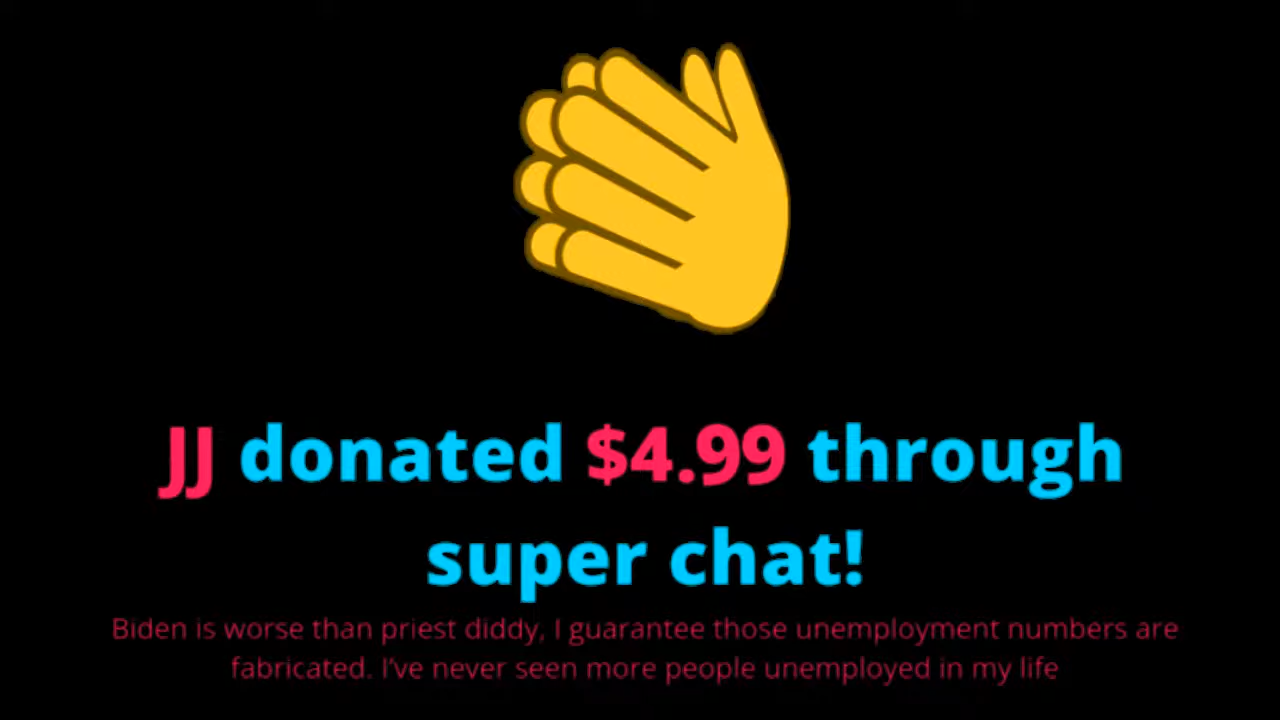 JJ donated $4.99 through
super chat!
Biden is worse than priest diddy, I guarantee those unemployment numbers are
fabricated. I've never seen more people unemployed in my life